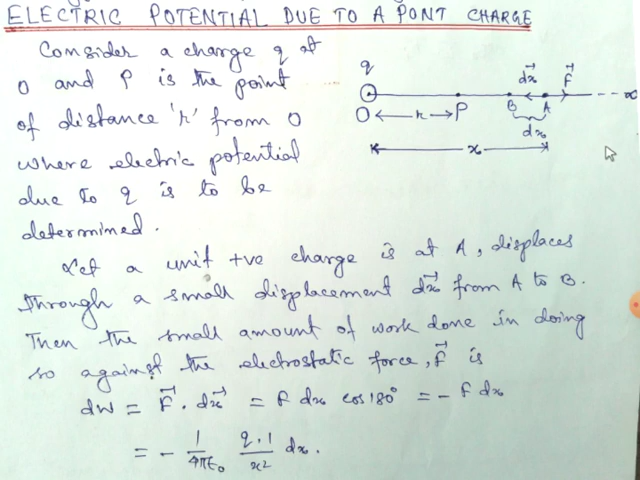 ELECTRIC POTENTIAL DUE TO A PONT CHARGE
Consider a charge q at
O and P is the point
of distance 'r' from O
where electric potential
due to q is to be
determined.
q
O ← r → P
B A
dx⃗ F⃗
∞
dx
x
Let a unit +ve charge is at A, displaces
through a small displacement dx⃗ from A to B.
Then the small amount of work done in doing
so against the electrostatic force, F⃗ is
dW = F⃗ . dx⃗ = F dx cos 180° = - F dx
= - 1/4πε₀ q.1/x² dx.